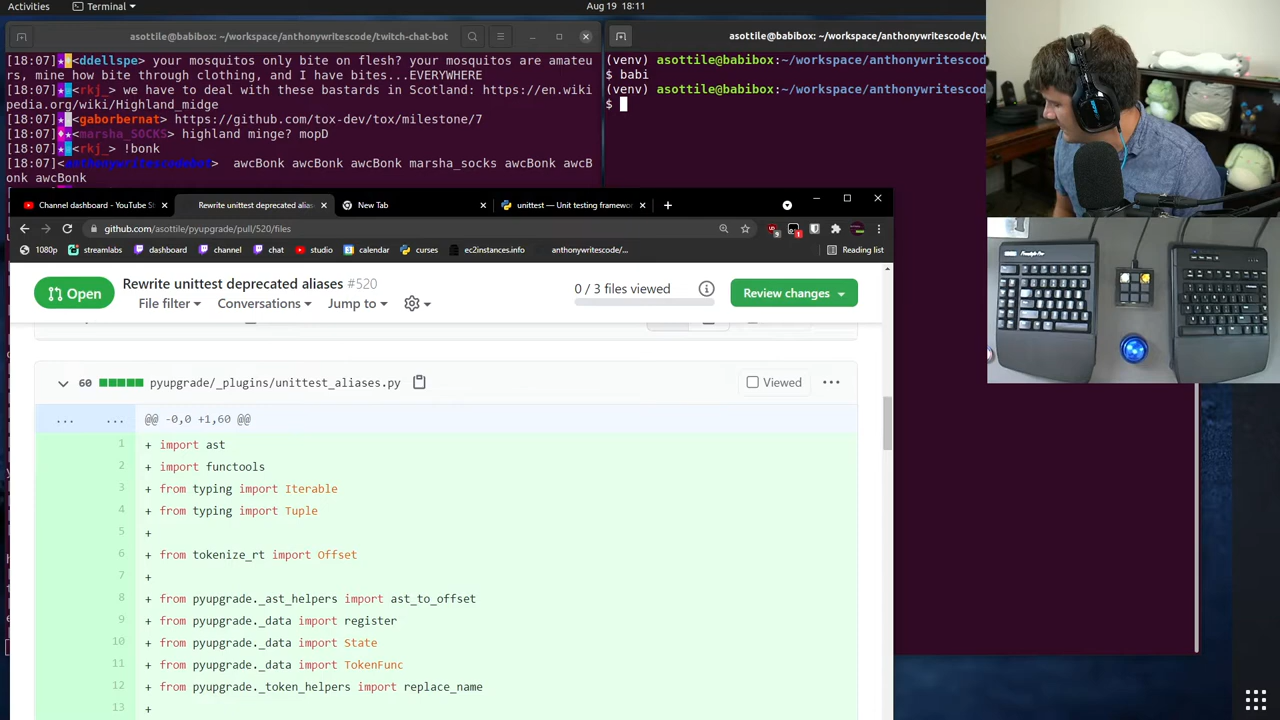 Activities
Terminal
Aug 19 18:11
asottile@babibox: ~/workspace/anthonywritescode/twitch-chat-bot
asottile@babibox: ~/workspace/anthonywritescode/tw
[18:07]
<ddellspe> your mosquitos only bite on flesh? your mosquitos are amate
urs, mine how bite through clothing, and I have bites...EVERYWHERE
[18:07]
<rkj_> we have to deal with these bastards in Scotland: https://en.wiki
pedia.org/wiki/Highland_midge
[18:07]
<gaborbernat> https://github.com/tox-dev/tox/milestone/7
[18:07]
<marsha_SOCKS> highland minge? mopD
[18:07]
<rkj_> !bonk
[18:07]<anthonywritescodebot> awcBonk awcBonk awcBonk marsha_socks awcBonk awcB
onk awcBonk
(venv) asottile@babibox:~/workspace/anthonywritescod
$ babi
(venv) asottile@babibox:~/workspace/anthonywritescod
$
Channel dashboard - YouTube St
Rewrite unittest deprecated alias
New Tab
unittest — Unit testing framewo
github.com/asottile/pyupgrade/pull/520/files
1080p
streamlabs
dashboard
channel
chat
studio
calendar
curses
ec2instances.info
anthonywritescode/...
Reading list
Open
Rewrite unittest deprecated aliases #520
File filter
Conversations
Jump to
0 / 3 files viewed
Review changes
60
pyupgrade/_plugins/unittest_aliases.py
Viewed
... ... @@ -0,0 +1,60 @@
1 + import ast
2 + import functools
3 + from typing import Iterable
4 + from typing import Tuple
5 +
6 + from tokenize_rt import Offset
7 +
8 + from pyupgrade._ast_helpers import ast_to_offset
9 + from pyupgrade._data import register
10 + from pyupgrade._data import State
11 + from pyupgrade._data import TokenFunc
12 + from pyupgrade._token_helpers import replace_name
13 +